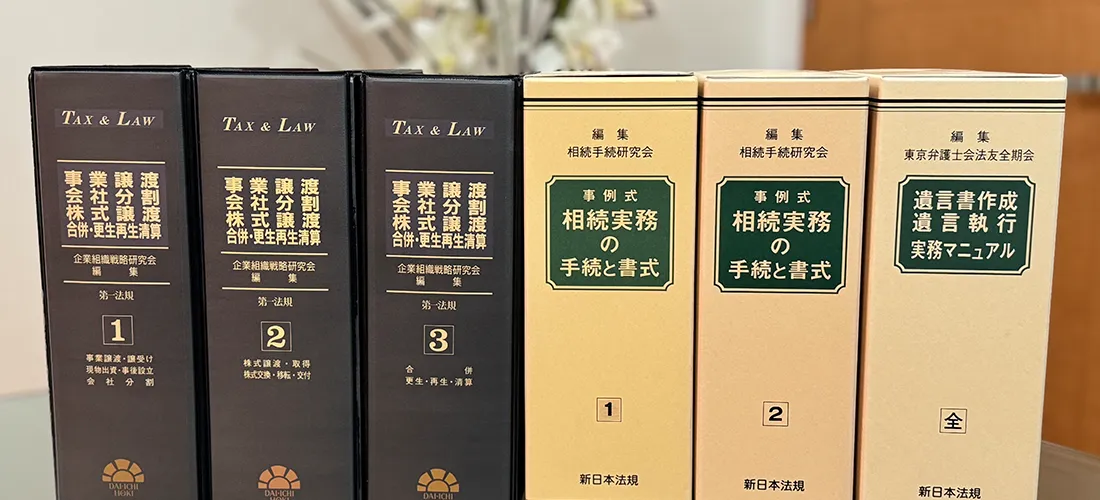 TAX & LAW
事業譲渡
会社分割
株式譲渡
合併・更生再生清算
企業組織戦略研究会
編集
第一法規
1
事業譲渡・譲受け
現物出資・事後設立
会社分割
DAI-ICHI
HOKI
TAX & LAW
事業譲渡
会社分割
株式譲渡
合併・更生再生清算
企業組織戦略研究会
編集
第一法規
2
株式譲渡・取得
株式交換・移転・交付
DAI-ICHI
HOKI
TAX & LAW
事業譲渡
会社分割
株式譲渡
合併・更生再生清算
企業組織戦略研究会
編集
第一法規
3
合併
更生・再生・清算
DAI-ICHI
編集
相続手続研究会
事例式
相続実務
の
手続と書式
1
新日本法規
編集
相続手続研究会
事例式
相続実務
の
手続と書式
2
新日本法規
編集
東京弁護士会法友全期会
遺言書作成
遺言執行
実務マニュアル
全
新日本法規